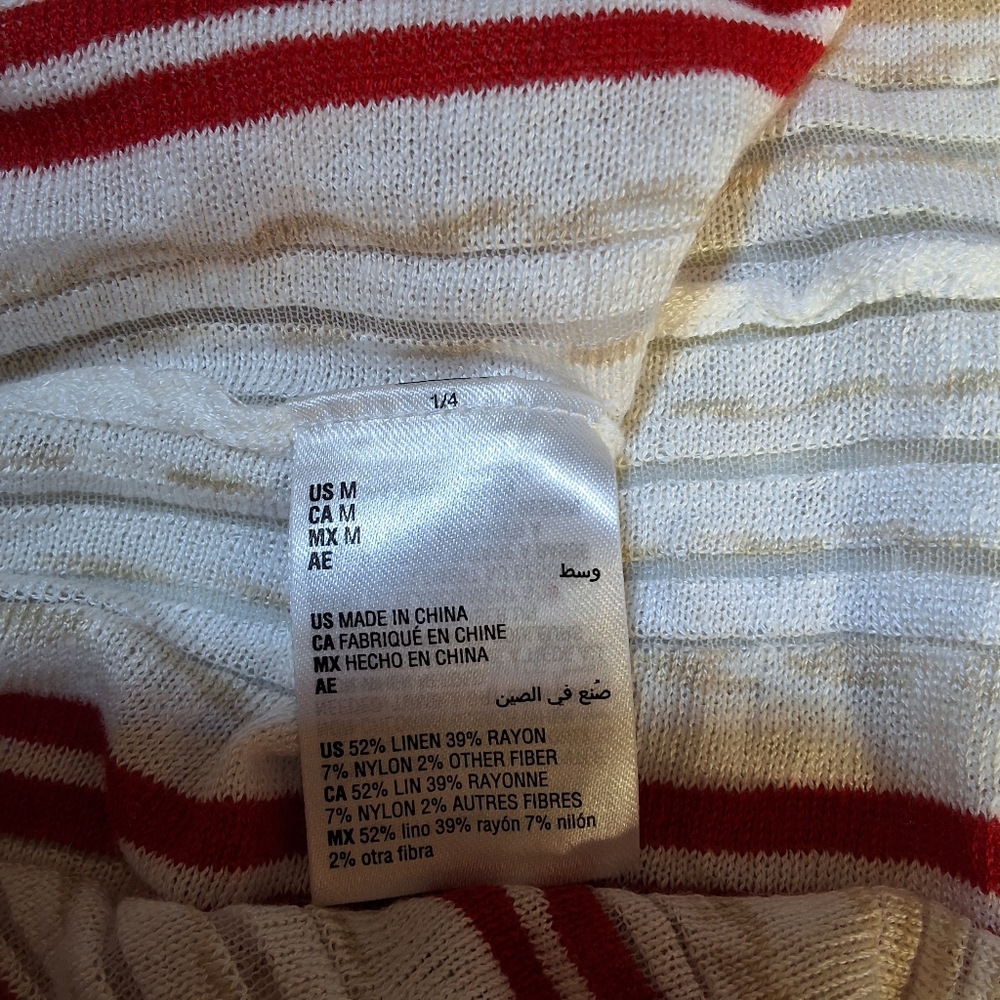 1/4
US M
CA M
MX M
AE
وسط
US MADE IN CHINA
CA FABRIQUÉ EN CHINE
MX HECHO EN CHINA
AE
صُنع في الصين
US 52% LINEN 39% RAYON
7% NYLON 2% OTHER FIBER
CA 52% LIN 39% RAYONNE
7% NYLON 2% AUTRES FIBRES
MX 52% lino 39% rayón 7% nilón
2% otra fibra